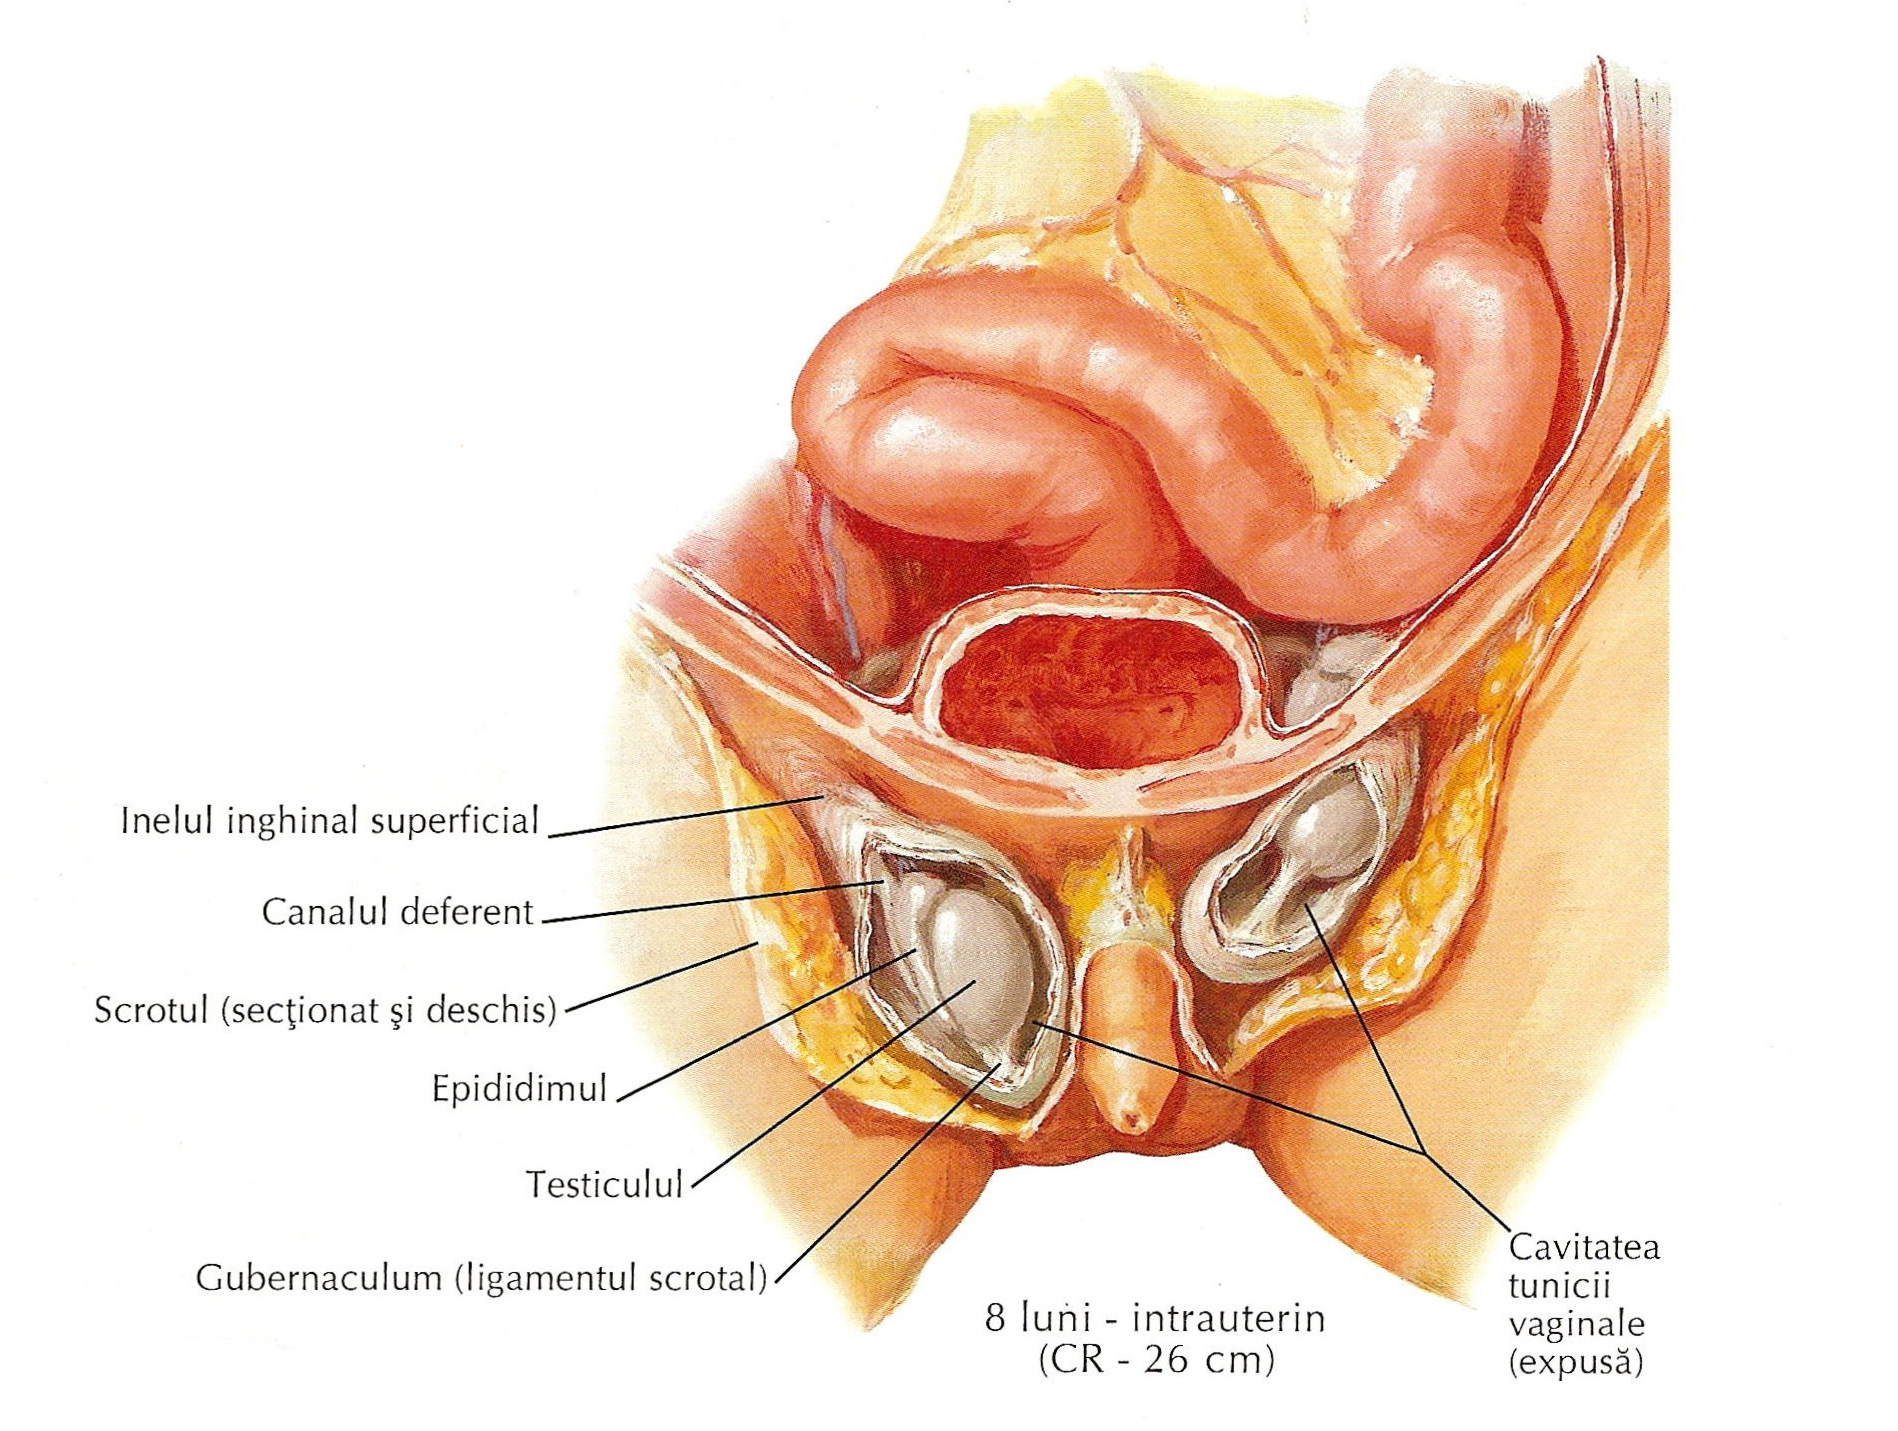 Inelul inghinal superficial
Canalul deferent
Scrotul (secţionat şi deschis)
Epididimul
Testiculul
Gubernaculum (ligamentul scrotal)
8 luni - intrauterin
(CR - 26 cm)
Cavitatea
tunicii
vaginale
(expusă)